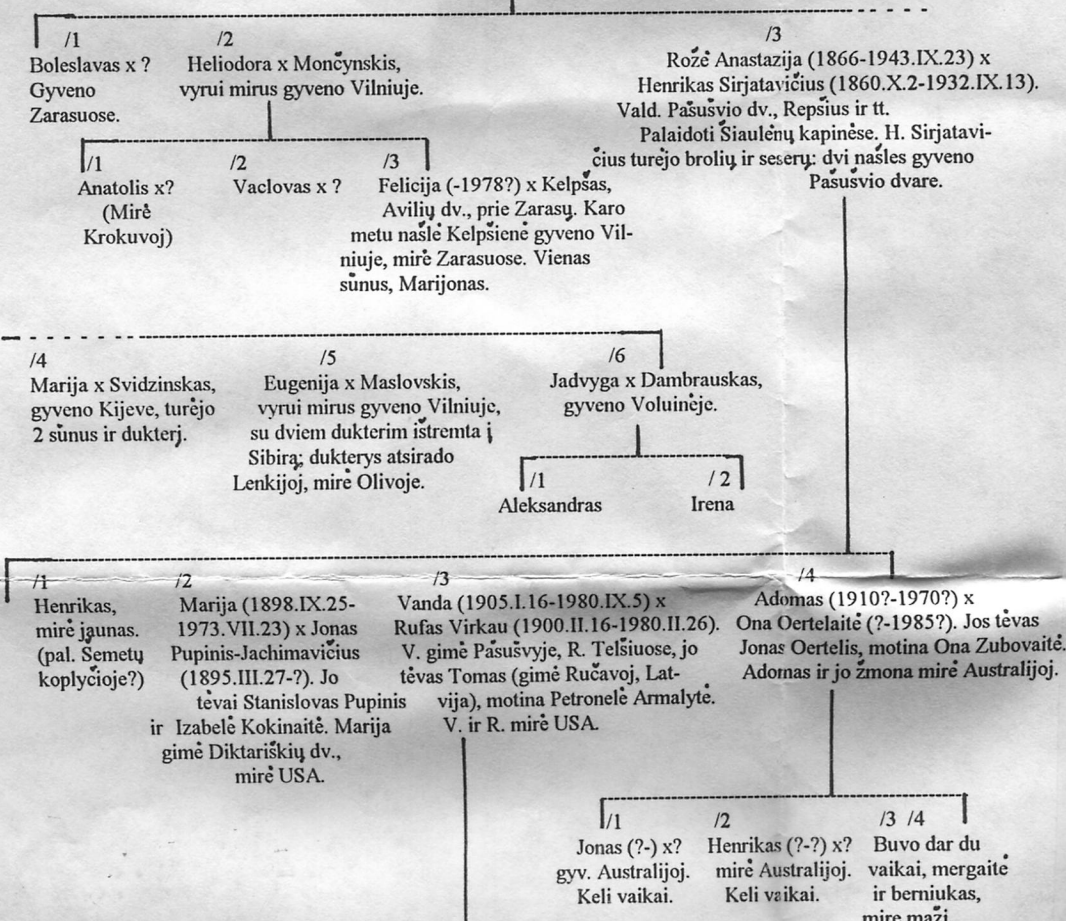 /1
Boleslavas x ?
Gyveno
Zarasuose.
/2
Heliodora x Mončynskis,
vyrui mirus gyveno Vilniuje.
/3
Rožė Anastazija (1866-1943.IX.23) x
Henrikas Sirjatavičius (1860.X.2-1932.IX.13).
Vald. Pašušvio dv., Repšius ir tt.
Palaidoti Šiaulėnų kapinėse. H. Sirjatavi-
čius turėjo brolių ir seserų: dvi našlės gyveno
Pašušvio dvare.
/1
Anatolis x?
(Mirė
Krokuvoj)
/2
Vaclovas x ?
/3
Felicija (-1978?) x Kelpšas,
Avilių dv., prie Zarasų. Karo
metu našlė Kelpšienė gyveno Vil-
niuje, mirė Zarasuose. Vienas
sūnus, Marijonas.
/4
Marija x Svidzinskas,
gyveno Kijeve, turėjo
2 sūnus ir dukterį.
/5
Eugenija x Maslovskis,
vyrui mirus gyveno Vilniuje,
su dviem dukterim ištremta į
Sibirą; dukterys atsirado
Lenkijoj, mirė Olivoje.
/6
Jadvyga x Dambrauskas,
gyveno Voluinėje.
/1
Aleksandras
/ 2
Irena
/1
Henrikas,
mirė jaunas.
(pal. Šemetų
koplyčioje?)
/2
Marija (1898.IX.25-
1973.VII.23) x Jonas
Pupinis-Jachimavičius
(1895.III.27-?). Jo
tėvai Stanislovas Pupinis
ir Izabelė Kokinaitė. Marija
gimė Diktariškių dv.,
mirė USA.
/3
Vanda (1905.I.16-1980.IX.5) x
Rufas Virkau (1900.II.16-1980.II.26).
V. gimė Pašušvyje, R. Telšiuose, jo
tėvas Tomas (gimė Ručavoj, Lat-
vija), motina Petronelė Armalytė.
V. ir R. mirė USA.
/4
Adomas (1910?-1970?) x
Ona Oertelaitė (?-1985?). Jos tėvas
Jonas Oertelis, motina Ona Zubovaitė.
Adomas ir jo žmona mirė Australijoj.
/1
Jonas (?-) x?
gyv. Australijoj.
Keli vaikai.
/2
Henrikas (?-?) x?
mirė Australijoj.
Keli vaikai.
/3 /4
Buvo dar du
vaikai, mergaitė
ir berniukas,
mirė maži